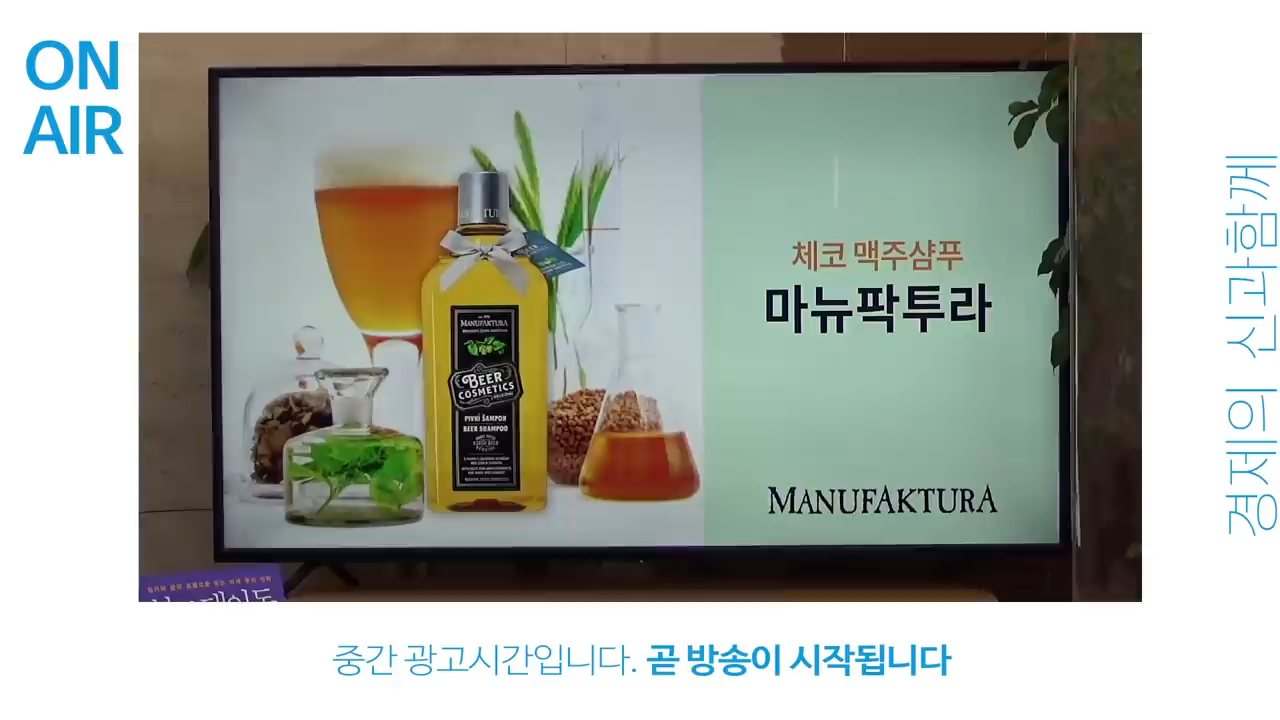 ON
AIR
체코 맥주샴푸
마뉴팍투라
MANUFAKTURA
MANUFAKTURA
BEER
COSMETICS
PIVNÍ ŠAMPON
BEER SHAMPOO
경제의 신과함께
중간 광고시간입니다. 곧 방송이 시작됩니다